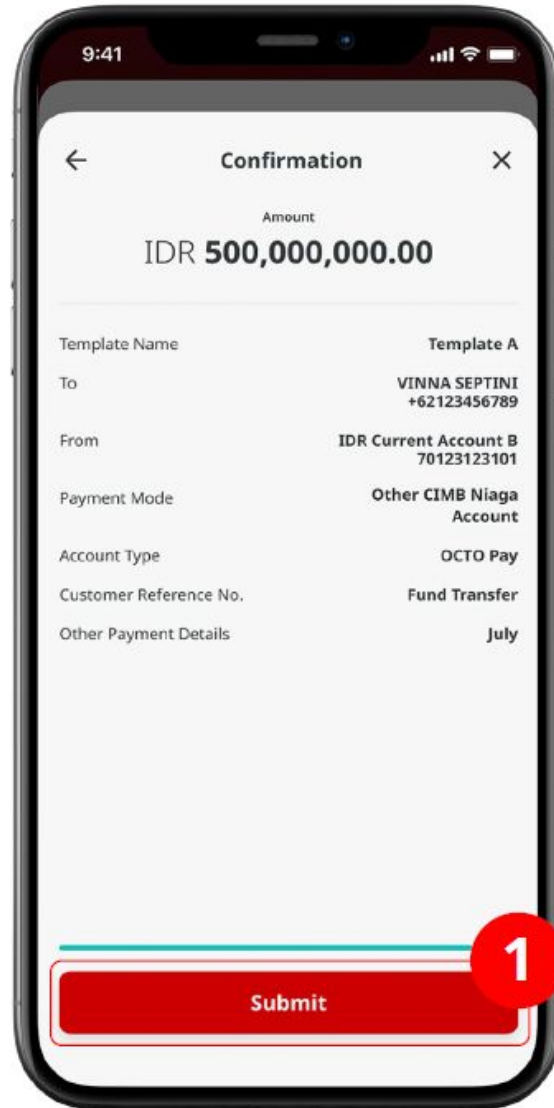 9:41
Confirmation
Amount
IDR 500,000,000.00
Template Name Template A
To VINNA SEPTINI
+62123456789
From IDR Current Account B
70123123101
Payment Mode Other CIMB Niaga
Account
Account Type OCTO Pay
Customer Reference No. Fund Transfer
Other Payment Details July
1
Submit